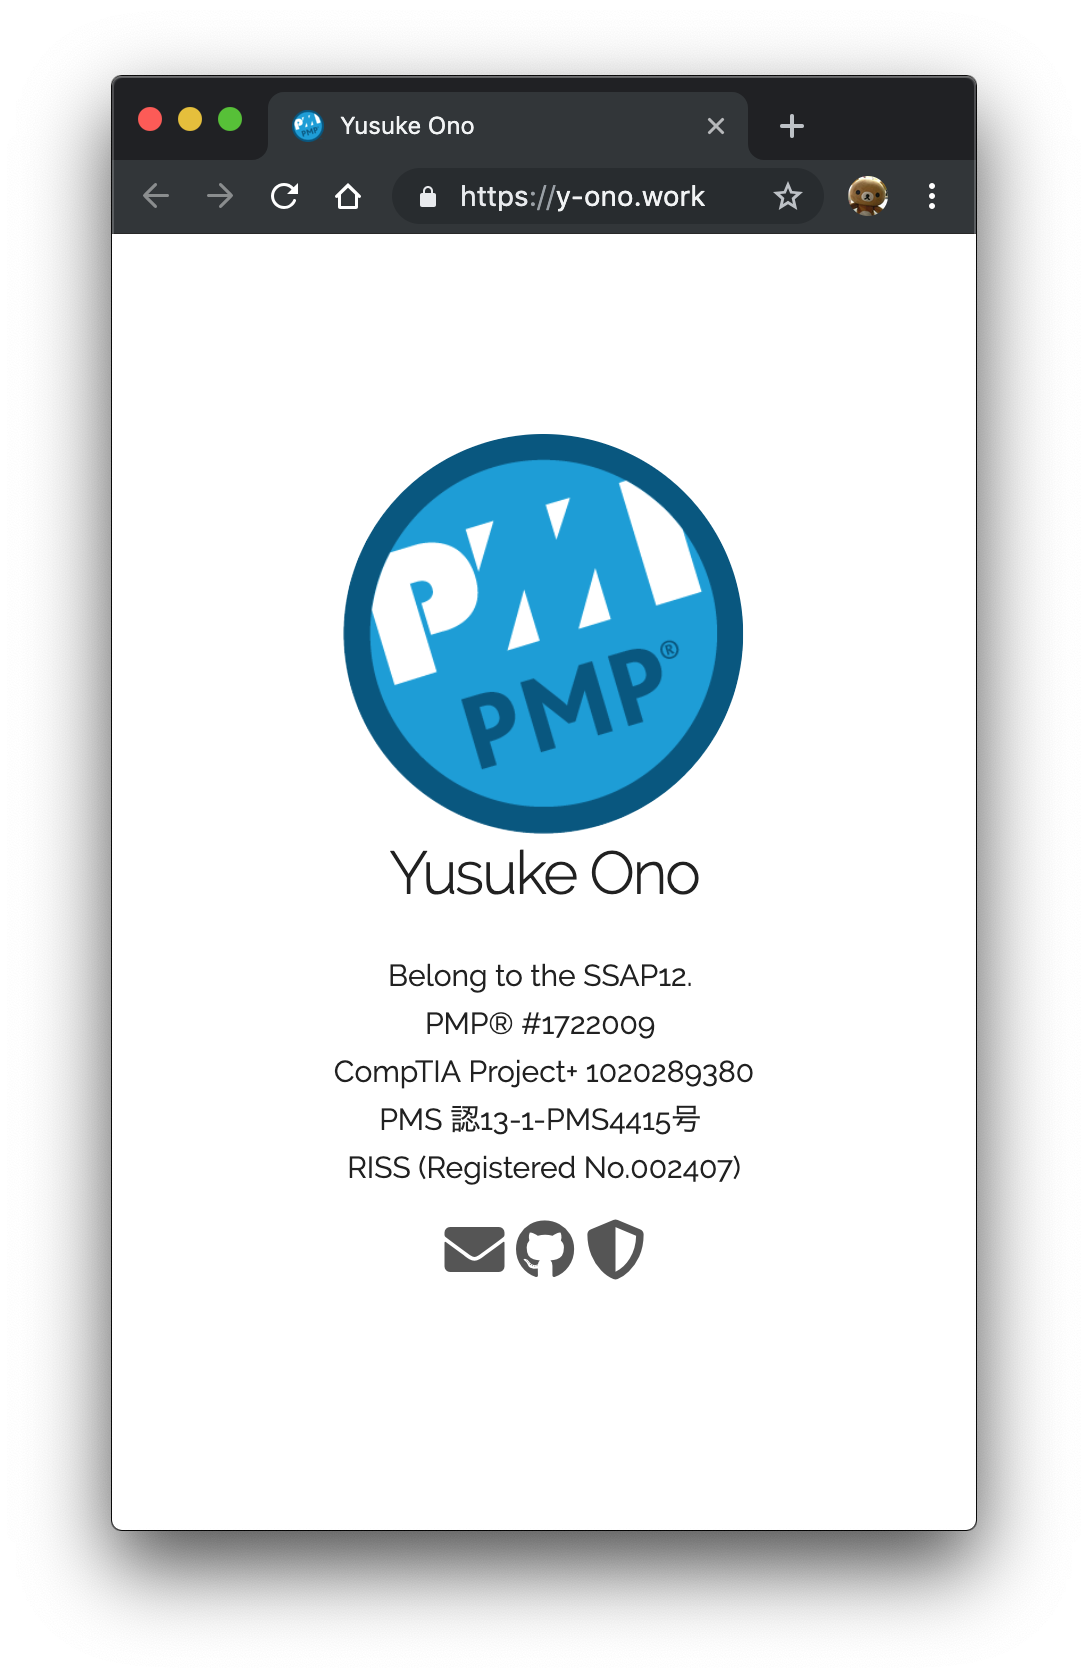 Yusuke Ono
https://y-ono.work
PMI
PMP®
Yusuke Ono
Belong to the SSAP12.
PMP® #1722009
CompTIA Project+ 1020289380
PMS 認13-1-PMS4415号
RISS (Registered No.002407)